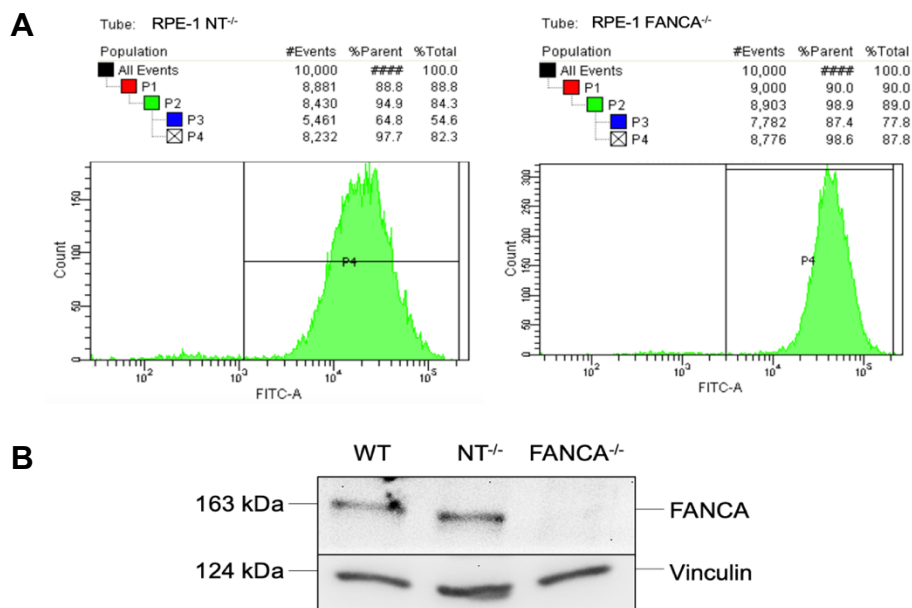 A
Tube: RPE-1 NT-/-
Population #Events %Parent %Total
All Events 10,000 #### 100.0
P1 8,881 88.8 88.8
P2 8,430 94.9 84.3
P3 5,461 64.8 54.6
P4 8,232 97.7 82.3
Count
0 50 100 150
P4
10² 10³ 10⁴ 10⁵
FITC-A
Tube: RPE-1 FANCA-/-
Population #Events %Parent %Total
All Events 10,000 #### 100.0
P1 9,000 90.0 90.0
P2 8,903 98.9 89.0
P3 7,782 87.4 77.8
P4 8,776 98.6 87.8
Count
0 50 100 150 200 250 300
P4
10² 10³ 10⁴ 10⁵
FITC-A
B
WT NT-/- FANCA-/-
163 kDa FANCA
124 kDa Vinculin